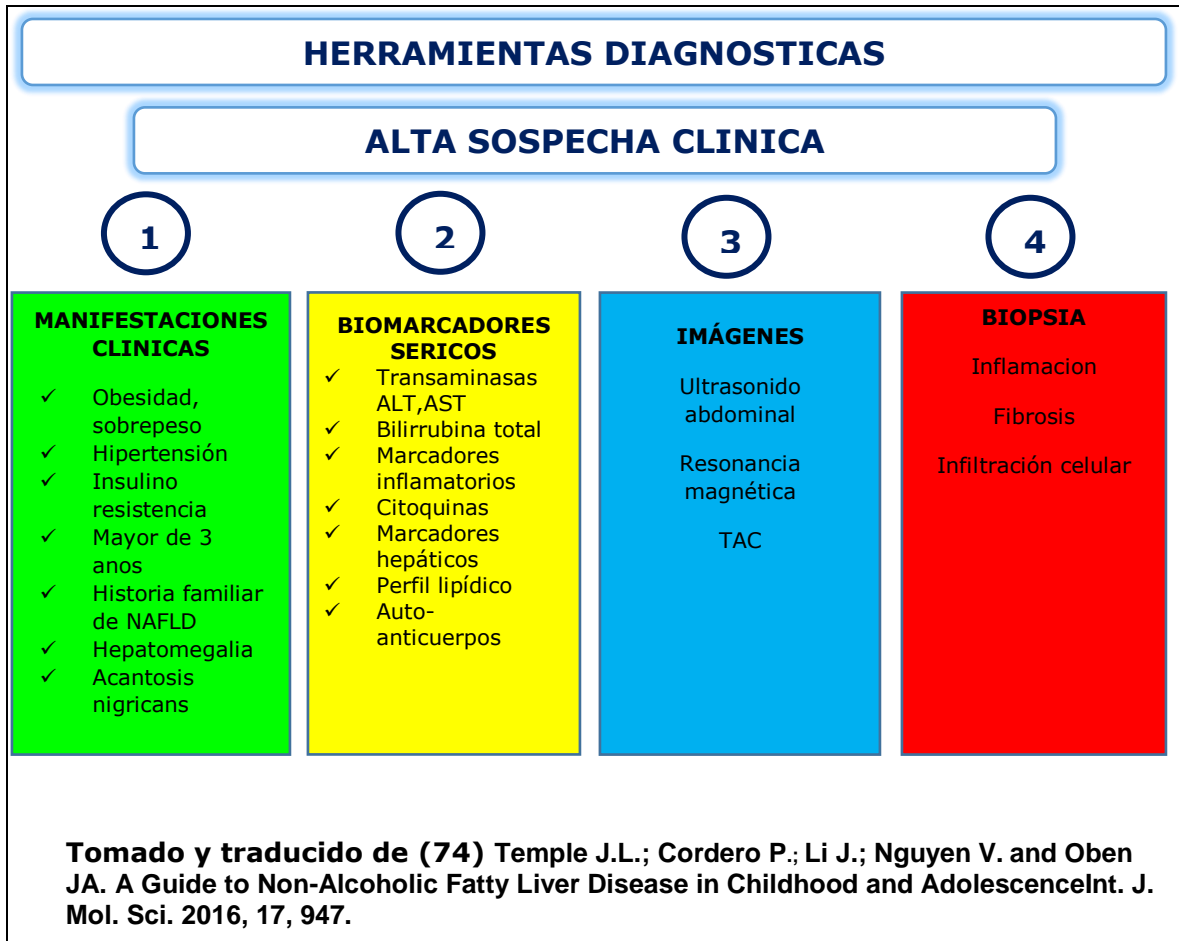 HERRAMIENTAS DIAGNOSTICAS
ALTA SOSPECHA CLINICA
1
MANIFESTACIONES
CLINICAS
✓ Obesidad,
sobrepeso
✓ Hipertensión
✓ Insulino
resistencia
✓ Mayor de 3
anos
✓ Historia familiar
de NAFLD
✓ Hepatomegalia
✓ Acantosis
nigricans
2
BIOMARCADORES
SERICOS
✓ Transaminasas
ALT,AST
✓ Bilirrubina total
✓ Marcadores
inflamatorios
✓ Citoquinas
✓ Marcadores
hepáticos
✓ Perfil lipídico
✓ Auto-
anticuerpos
3
IMÁGENES
Ultrasonido
abdominal
Resonancia
magnética
TAC
4
BIOPSIA
Inflamacion
Fibrosis
Infiltración celular
Tomado y traducido de (74) Temple J.L.; Cordero P.; Li J.; Nguyen V. and Oben
JA. A Guide to Non-Alcoholic Fatty Liver Disease in Childhood and AdolescenceInt. J.
Mol. Sci. 2016, 17, 947.